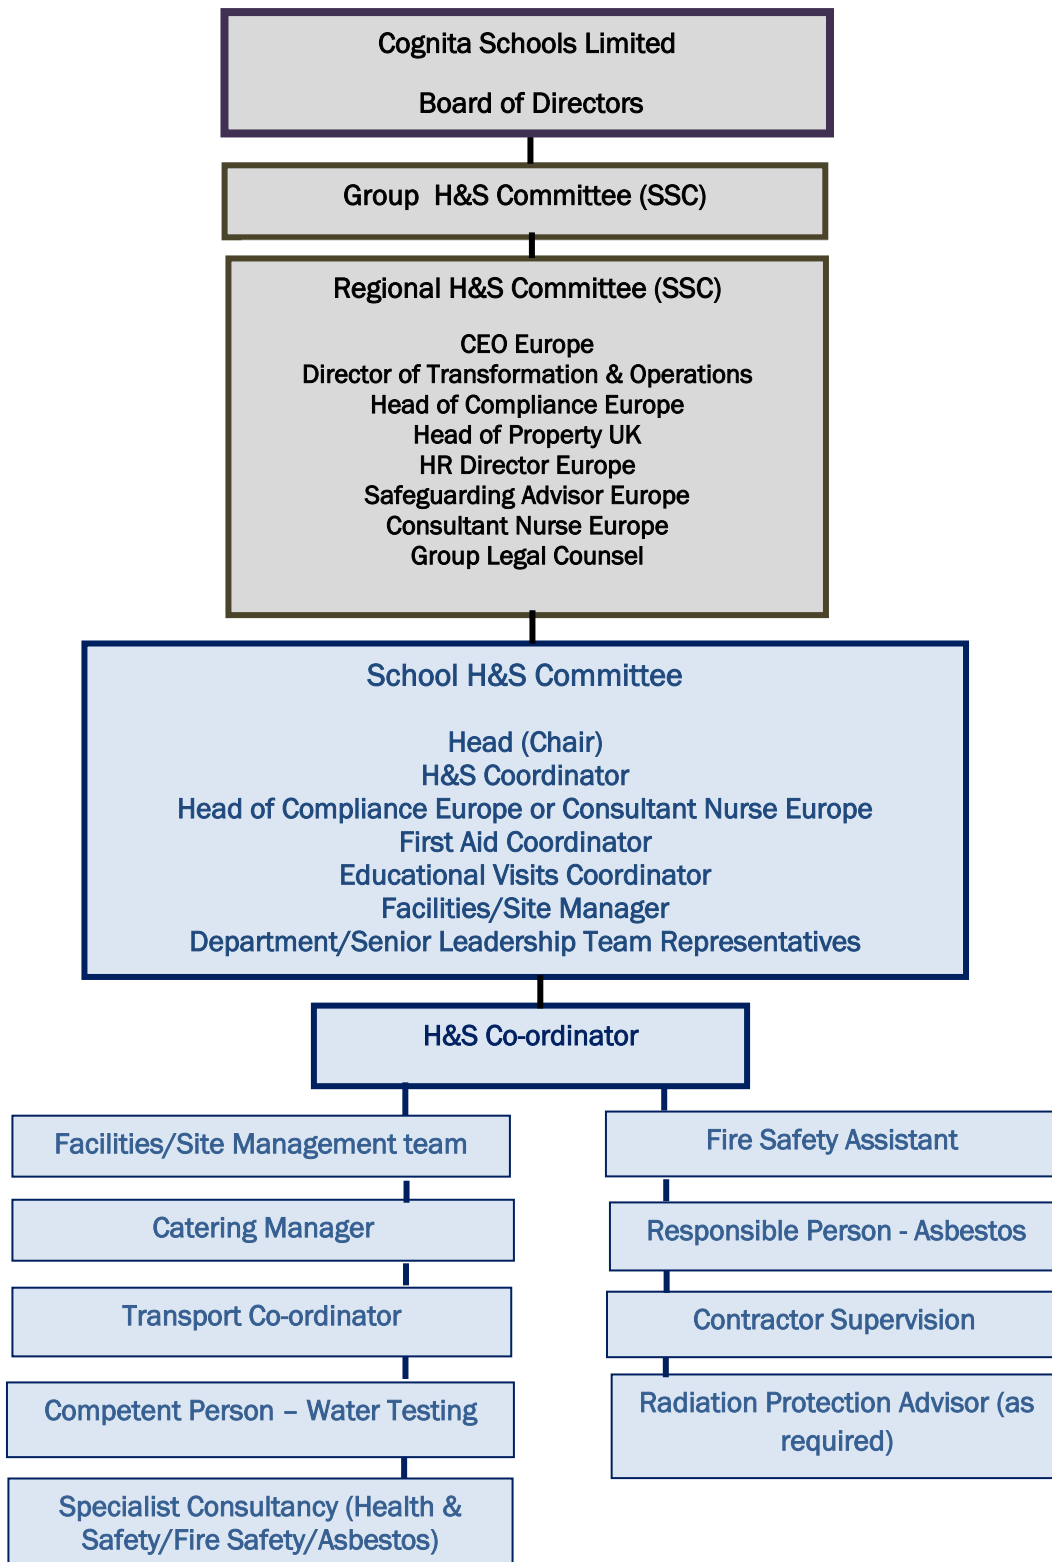 Cognita Schools Limited
Board of Directors
Group H&S Committee (SSC)
Regional H&S Committee (SSC)
CEO Europe
Director of Transformation & Operations
Head of Compliance Europe
Head of Property UK
HR Director Europe
Safeguarding Advisor Europe
Consultant Nurse Europe
Group Legal Counsel
School H&S Committee
Head (Chair)
H&S Coordinator
Head of Compliance Europe or Consultant Nurse Europe
First Aid Coordinator
Educational Visits Coordinator
Facilities/Site Manager
Department/Senior Leadership Team Representatives
H&S Co-ordinator
Facilities/Site Management team
Catering Manager
Transport Co-ordinator
Competent Person – Water Testing
Specialist Consultancy (Health &
Safety/Fire Safety/Asbestos)
Fire Safety Assistant
Responsible Person - Asbestos
Contractor Supervision
Radiation Protection Advisor (as
required)